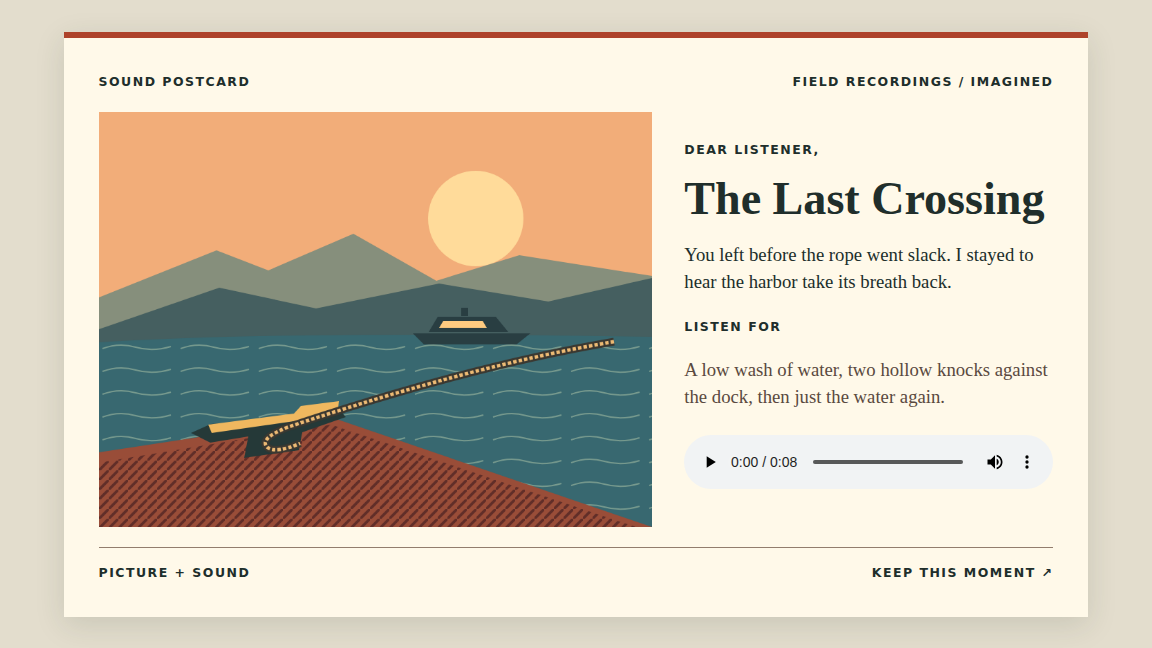 SOUND POSTCARD
FIELD RECORDINGS / IMAGINED
DEAR LISTENER,
The Last Crossing
You left before the rope went slack. I stayed to
hear the harbor take its breath back.
LISTEN FOR
A low wash of water, two hollow knocks against
the dock, then just the water again.
0:00 / 0:08
PICTURE + SOUND
KEEP THIS MOMENT ↗